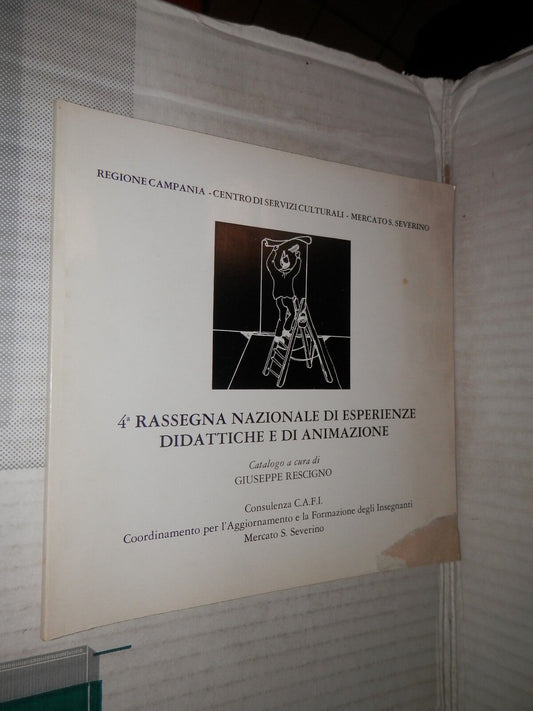 REGIONE CAMPANIA - CENTRO DI SERVIZI CULTURALI - MERCATO S. SEVERINO
4ª RASSEGNA NAZIONALE DI ESPERIENZE
DIDATTICHE E DI ANIMAZIONE
Catalogo a cura di
GIUSEPPE RESCIGNO
Consulenza C.A.F.I.
Coordinamento per l'Aggiornamento e la Formazione degli Insegnanti
Mercato S. Severino